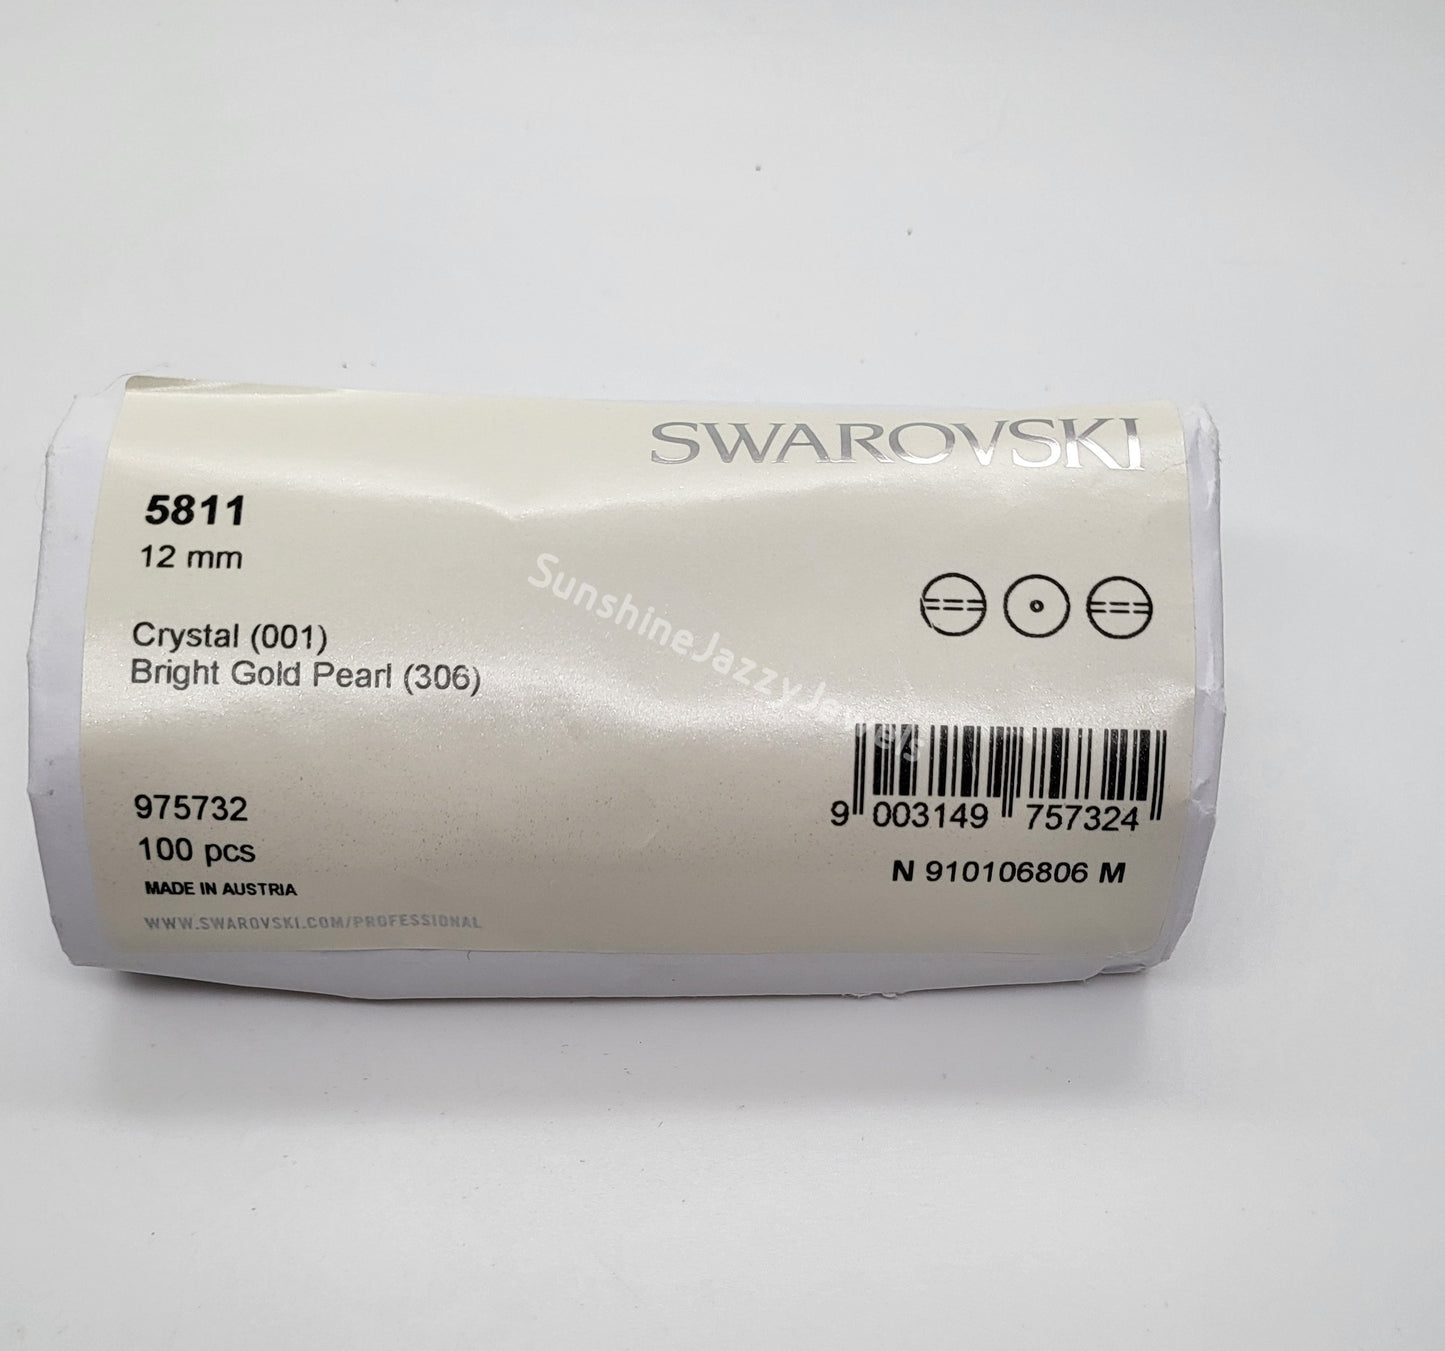 SWAROVSKI
5811
12 mm
Crystal (001)
Bright Gold Pearl (306)
SunshineJazzyJewels
975732
100 pcs
MADE IN AUSTRIA
WWW.SWAROVSKI.COM/PROFESSIONAL
9 003149 757324
N 910106806 M